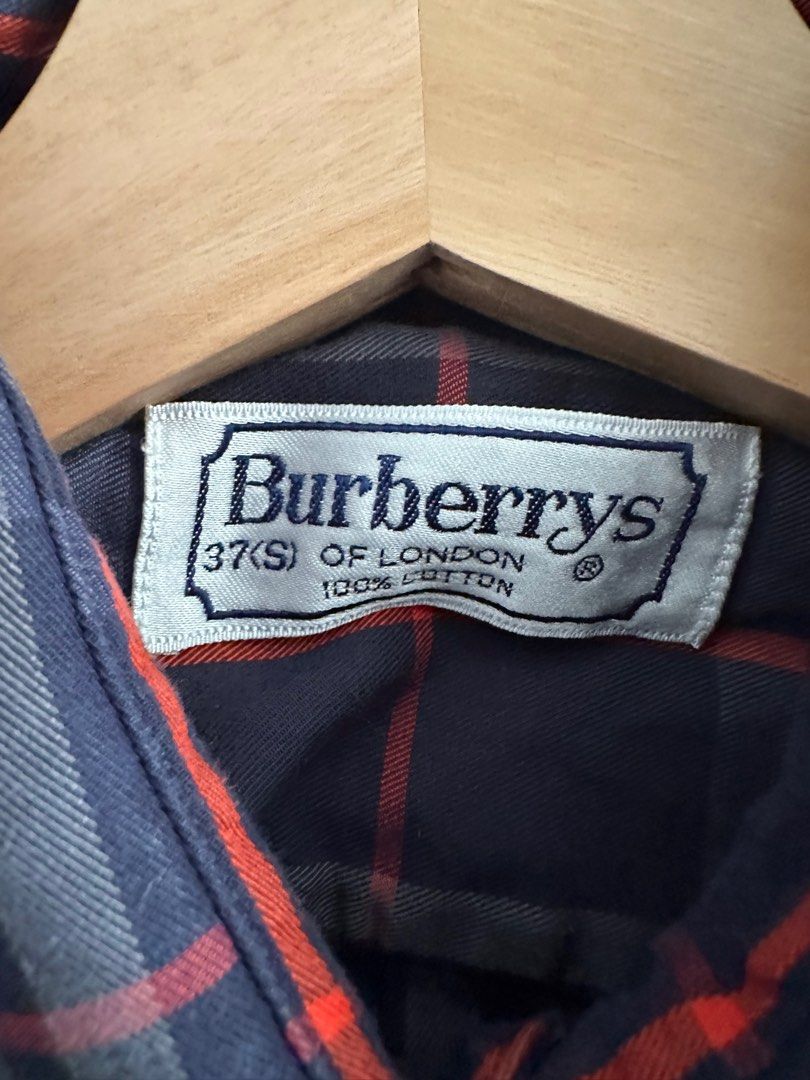 Burberrys
37(S) OF LONDON ®
100% COTTON